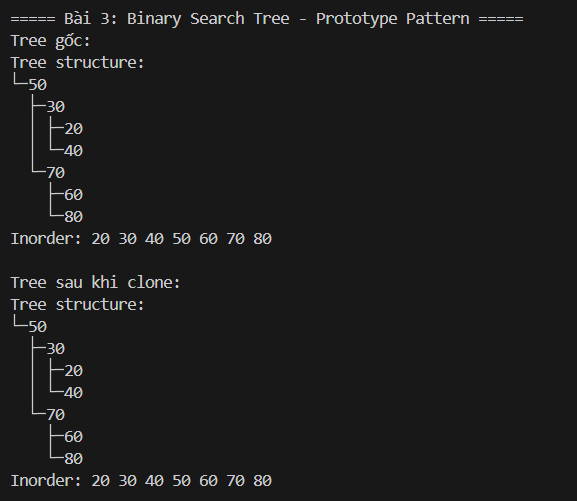 ===== Bài 3: Binary Search Tree - Prototype Pattern =====
Tree gốc:
Tree structure:
└─50
  ├─30
  │ ├─20
  │ └─40
  └─70
    ├─60
    └─80
Inorder: 20 30 40 50 60 70 80

Tree sau khi clone:
Tree structure:
└─50
  ├─30
  │ ├─20
  │ └─40
  └─70
    ├─60
    └─80
Inorder: 20 30 40 50 60 70 80